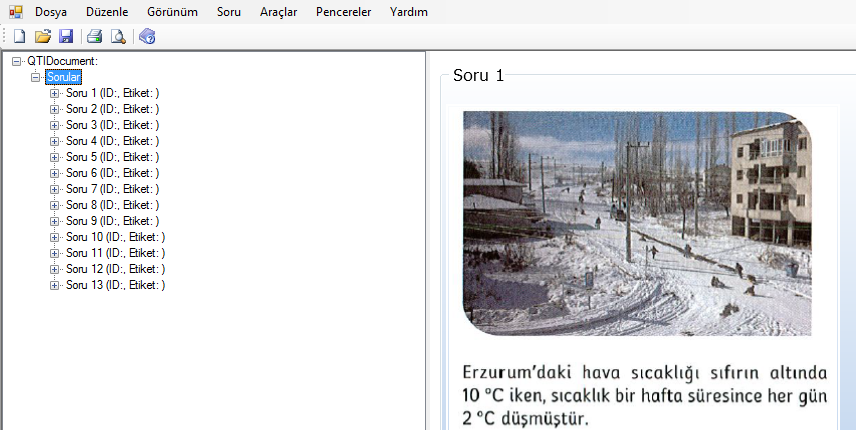 Dosya Düzenle Görünüm Soru Araçlar Pencereler Yardım
QTIDocument:
Sorular
Soru 1 (ID:, Etiket: )
Soru 2 (ID:, Etiket: )
Soru 3 (ID:, Etiket: )
Soru 4 (ID:, Etiket: )
Soru 5 (ID:, Etiket: )
Soru 6 (ID:, Etiket: )
Soru 7 (ID:, Etiket: )
Soru 8 (ID:, Etiket: )
Soru 9 (ID:, Etiket: )
Soru 10 (ID:, Etiket: )
Soru 11 (ID:, Etiket: )
Soru 12 (ID:, Etiket: )
Soru 13 (ID:, Etiket: )
Soru 1
Erzurum'daki hava sıcaklığı sıfırın altında
10 °C iken, sıcaklık bir hafta süresince her gün
2 °C düşmüştür.